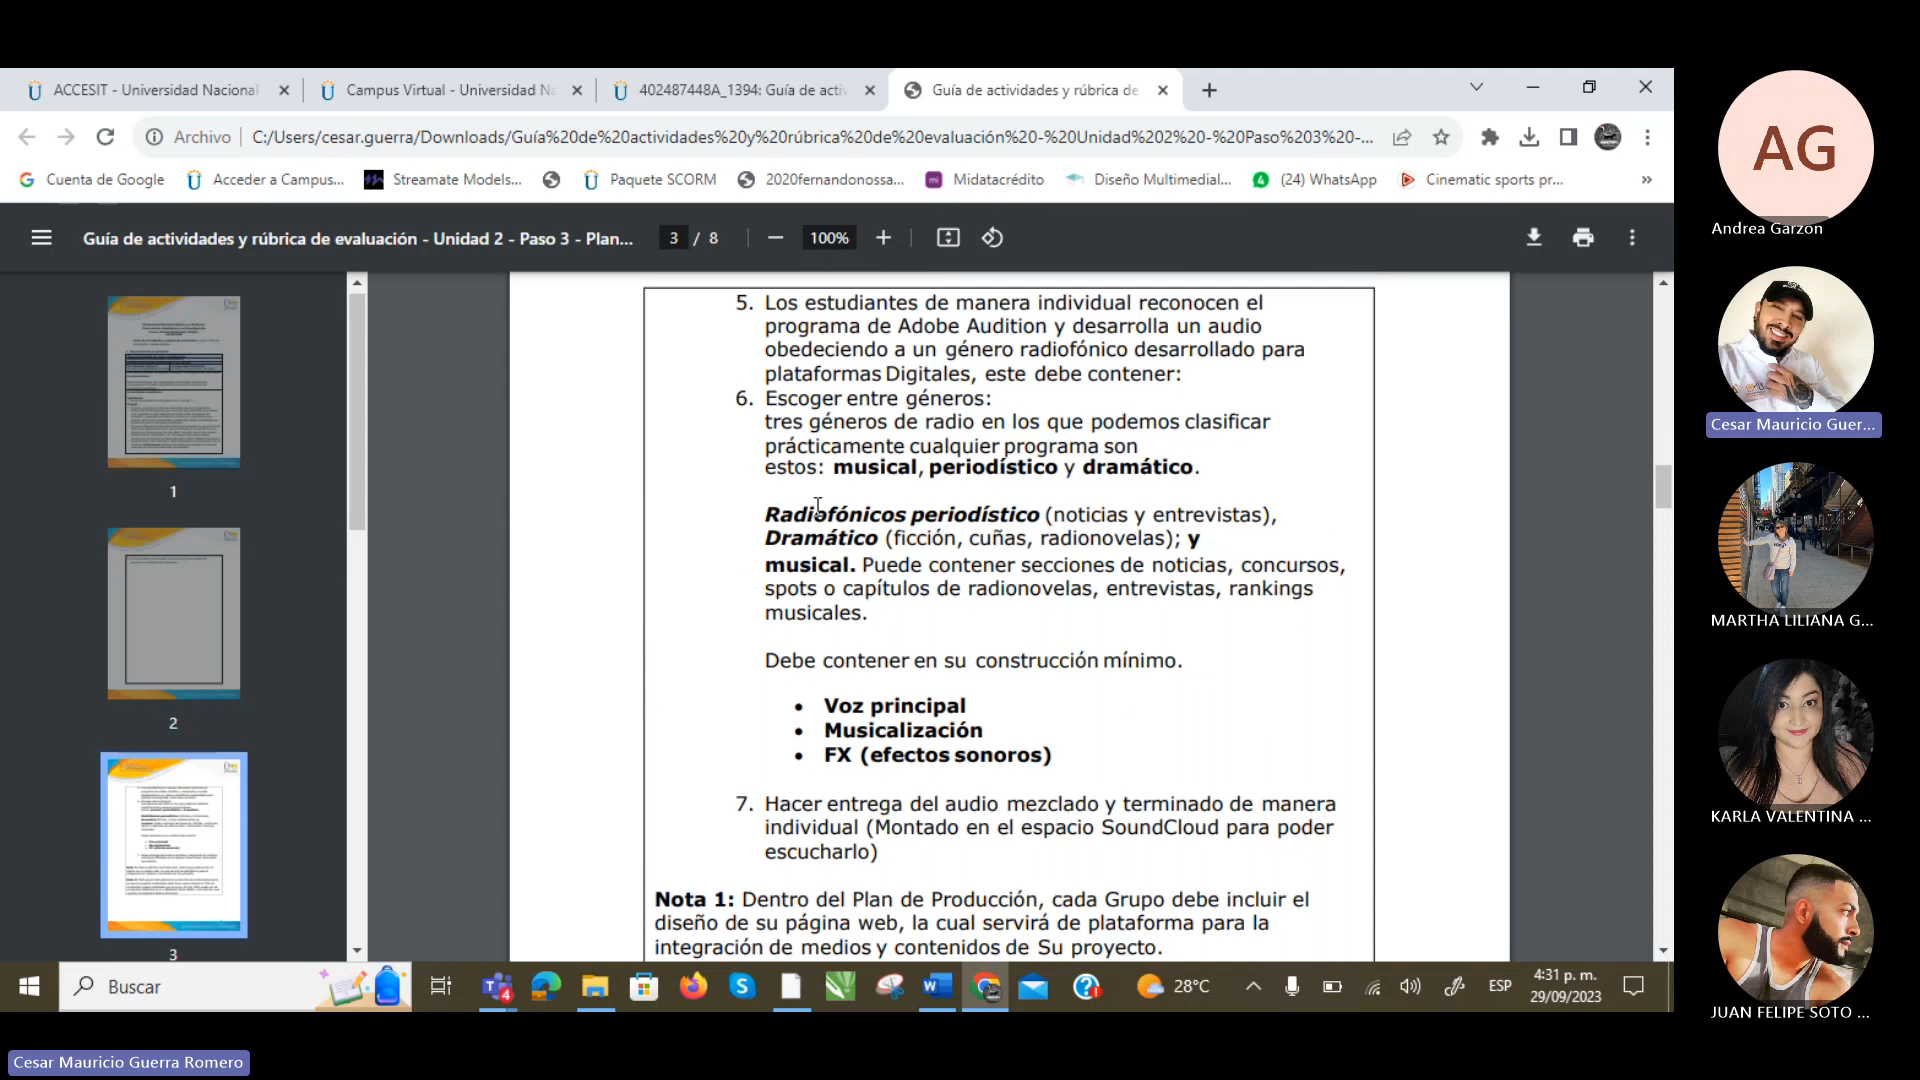 ACCESIT - Universidad Nacional
Campus Virtual - Universidad Na
402487448A_1394: Guía de activ
Guía de actividades y rúbrica de
Archivo
C:/Users/cesar.guerra/Downloads/Guía%20de%20actividades%20y%20rúbrica%20de%20evaluación%20-%20Unidad%202%20-%20Paso%203%20-...
Cuenta de Google
Acceder a Campus...
Streamate Models...
Paquete SCORM
2020fernandonossa...
Midatacrédito
Diseño Multimedial...
(24) WhatsApp
Cinematic sports pr...
»
Guía de actividades y rúbrica de evaluación - Unidad 2 - Paso 3 - Plan...
3 / 8
100%
1
2
3
5. Los estudiantes de manera individual reconocen el
programa de Adobe Audition y desarrolla un audio
obedeciendo a un género radiofónico desarrollado para
plataformas Digitales, este debe contener:
6. Escoger entre géneros:
tres géneros de radio en los que podemos clasificar
prácticamente cualquier programa son
estos: musical, periodístico y dramático.
Radiofónicos periodístico (noticias y entrevistas),
Dramático (ficción, cuñas, radionovelas); y
musical. Puede contener secciones de noticias, concursos,
spots o capítulos de radionovelas, entrevistas, rankings
musicales.
Debe contener en su construcción mínimo.
• Voz principal
• Musicalización
• FX (efectos sonoros)
7. Hacer entrega del audio mezclado y terminado de manera
individual (Montado en el espacio SoundCloud para poder
escucharlo)
Nota 1: Dentro del Plan de Producción, cada Grupo debe incluir el
diseño de su página web, la cual servirá de plataforma para la
integración de medios y contenidos de Su proyecto.
Buscar
4
28°C
ESP
4:31 p. m.
29/09/2023
AG
Andrea Garzón
Cesar Mauricio Guer...
MARTHA LILIANA G...
KARLA VALENTINA ...
JUAN FELIPE SOTO ...
Cesar Mauricio Guerra Romero